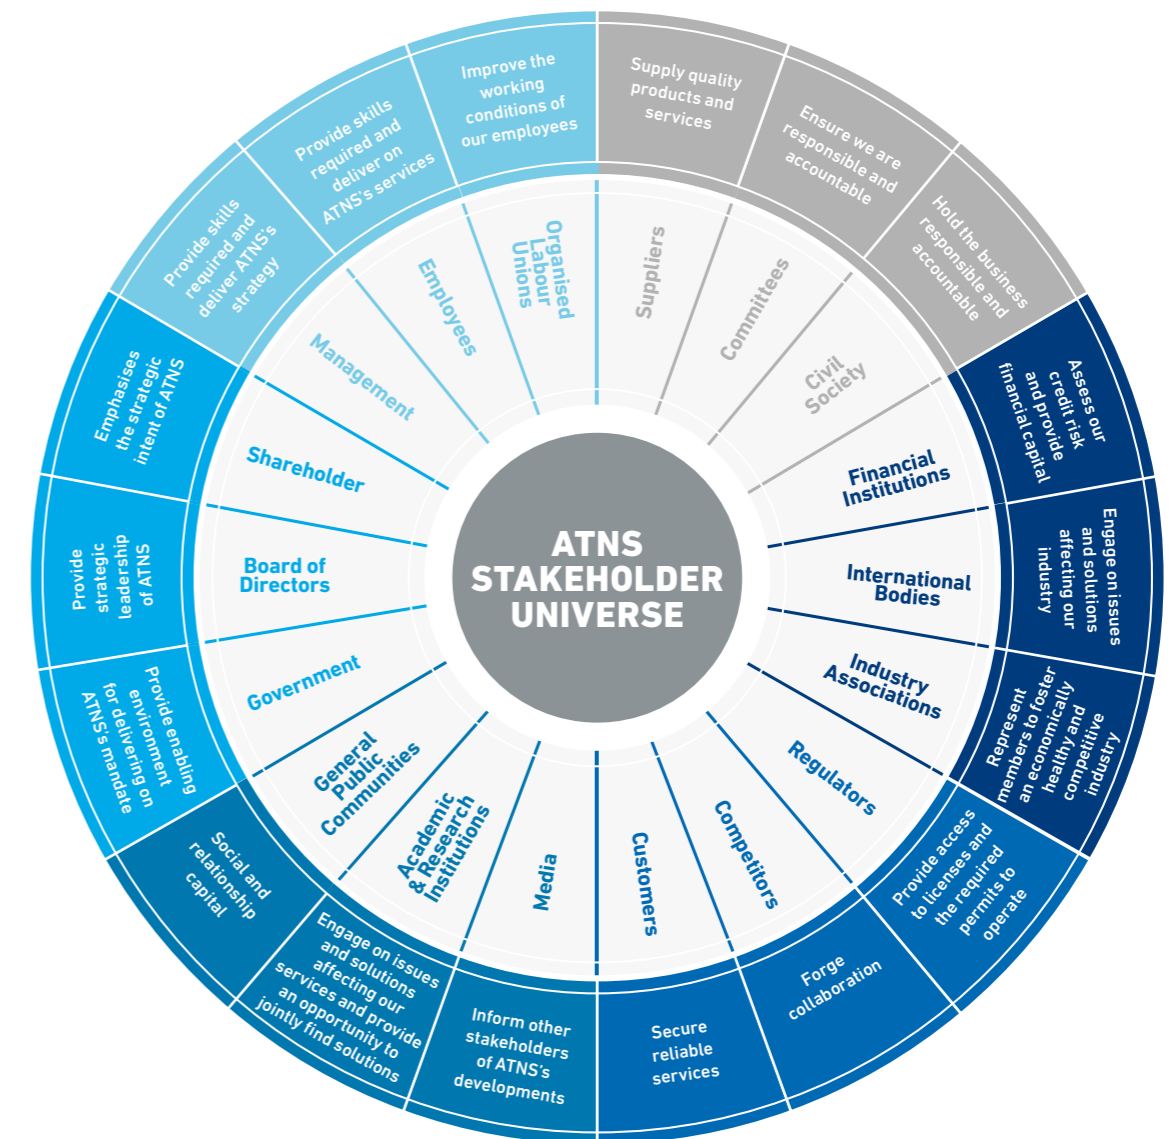 ATNS
STAKEHOLDER
UNIVERSE
Suppliers
Supply quality
products and
services
Committees
Ensure we are
responsible and
accountable
Civil
Society
Hold the business
responsible and
accountable
Financial
Institutions
Assess our
credit risk
and provide
financial capital
International
Bodies
Engage on issues
and solutions
affecting our
industry
Industry
Associations
Represent
members to foster
an economically
healthy and
competitive
industry
Regulators
Provide access
to licenses and
the required
permits to
operate
Competitors
Forge
collaboration
Customers
Secure
reliable
services
Media
Inform other
stakeholders
of ATNS's
developments
Academic
& Research
Institutions
Engage on issues
and solutions
affecting our
services and provide
an opportunity to
jointly find solutions
General
Public
Communities
Social and
relationship
capital
Government
Provide enabling
environment
for delivering on
ATNS's mandate
Board of
Directors
Provide
strategic
leadership
of ATNS
Shareholder
Emphasises
the strategic
intent of ATNS
Management
Provide skills
required and
deliver ATNS's
strategy
Employees
Provide skills
required and
deliver on
ATNS's services
Organised
Labour
Unions
Improve the
working
conditions of
our employees